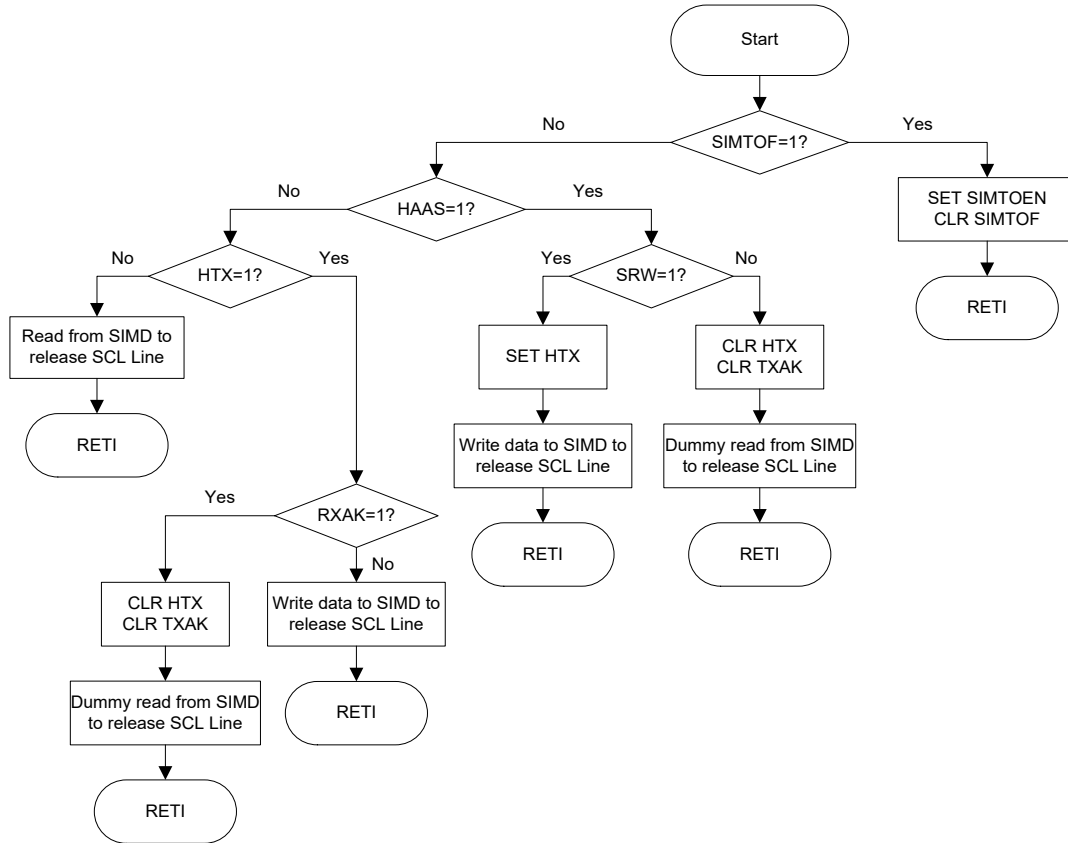 Start
No
SIMTOF=1?
Yes
No
HAAS=1?
Yes
SET SIMTOEN
CLR SIMTOF
No
HTX=1?
Yes
Yes
SRW=1?
No
RETI
Read from SIMD to
release SCL Line
SET HTX
CLR HTX
CLR TXAK
RETI
Write data to SIMD to
release SCL Line
Dummy read from SIMD
to release SCL Line
Yes
RXAK=1?
RETI
RETI
No
CLR HTX
CLR TXAK
Write data to SIMD to
release SCL Line
Dummy read from SIMD
to release SCL Line
RETI
RETI